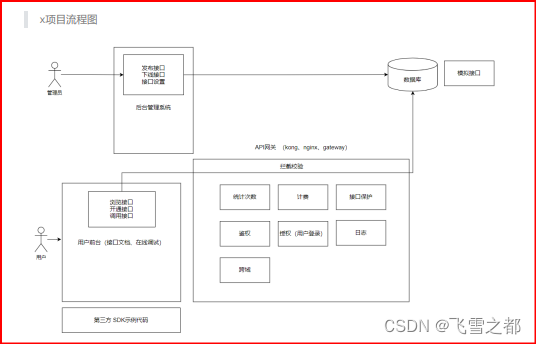 x项目流程图
发布接口
下线接口
接口设置
管理员
后台管理系统
数据库
模拟接口
API网关 （kong，nginx，gateway）
拦截校验
浏览接口
开通接口
调用接口
用户
用户前台（接口文档、在线调试）
统计次数
计费
接口保护
鉴权
授权（用户登录）
日志
跨域
第三方 SDK示例代码
CSDN @飞雪之都